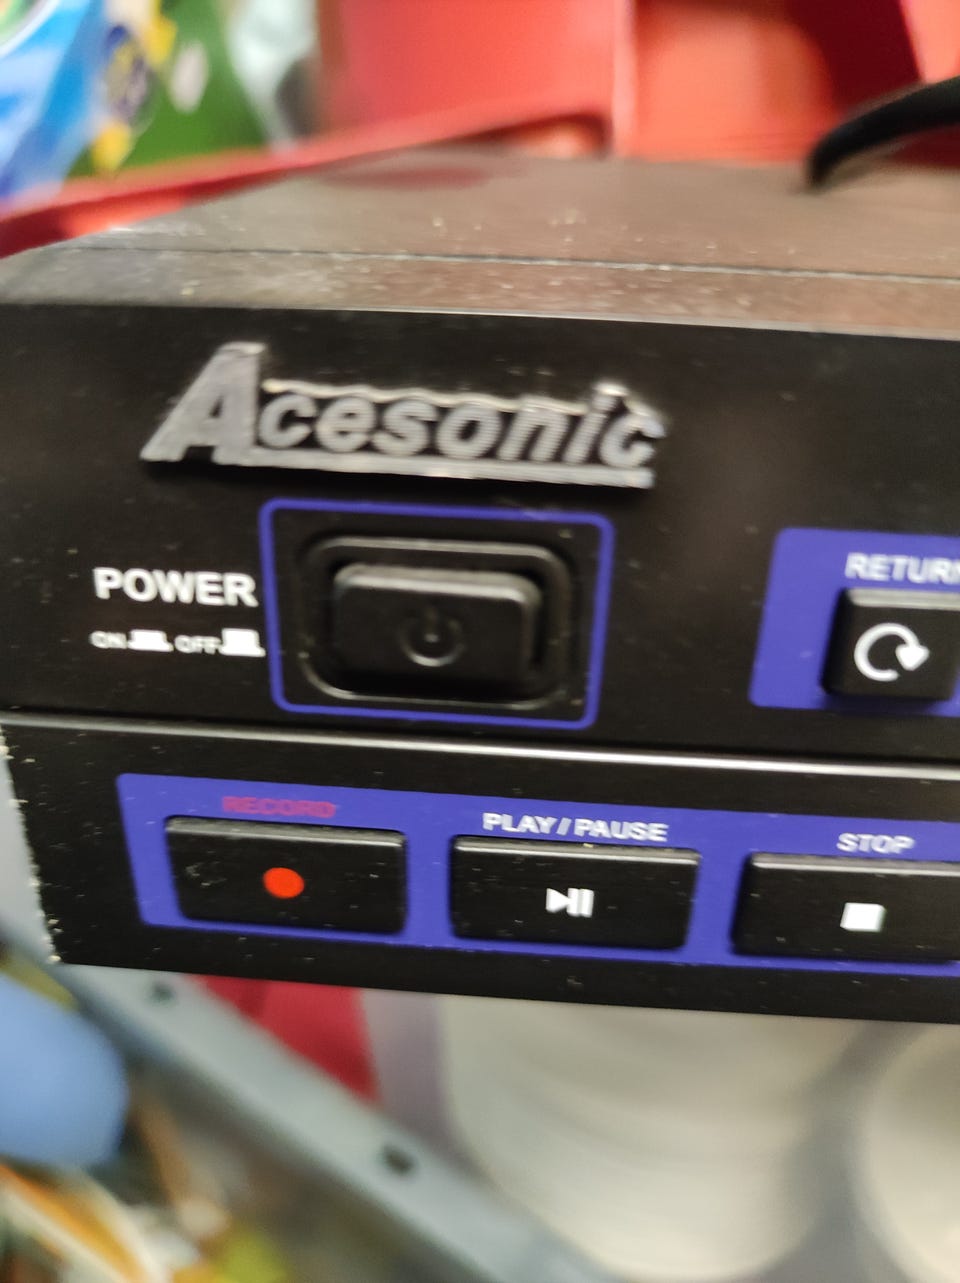 Acesonic
POWER
ON OFF
RETURN
RECORD
PLAY/PAUSE
STOP